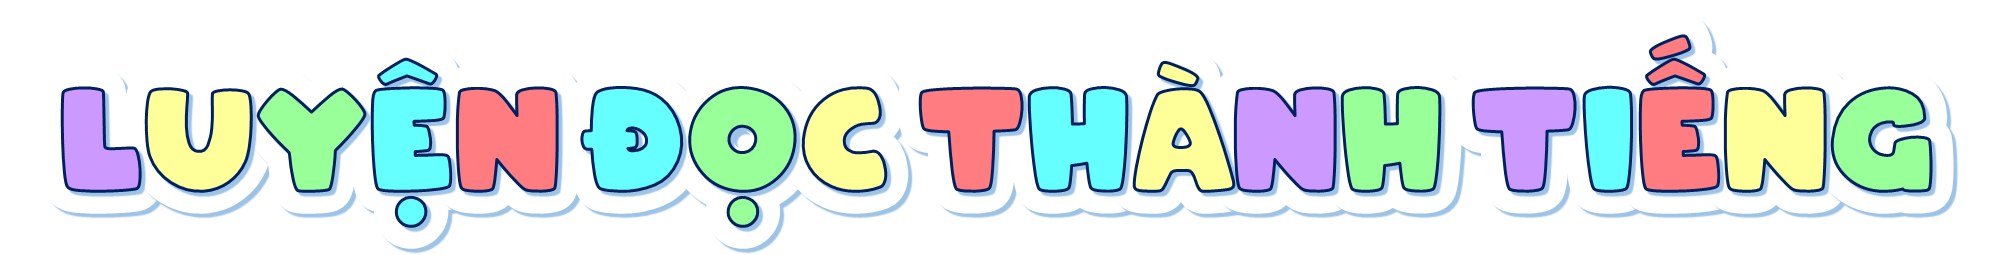 LUYỆN ĐỌC THÀNH TIẾNG